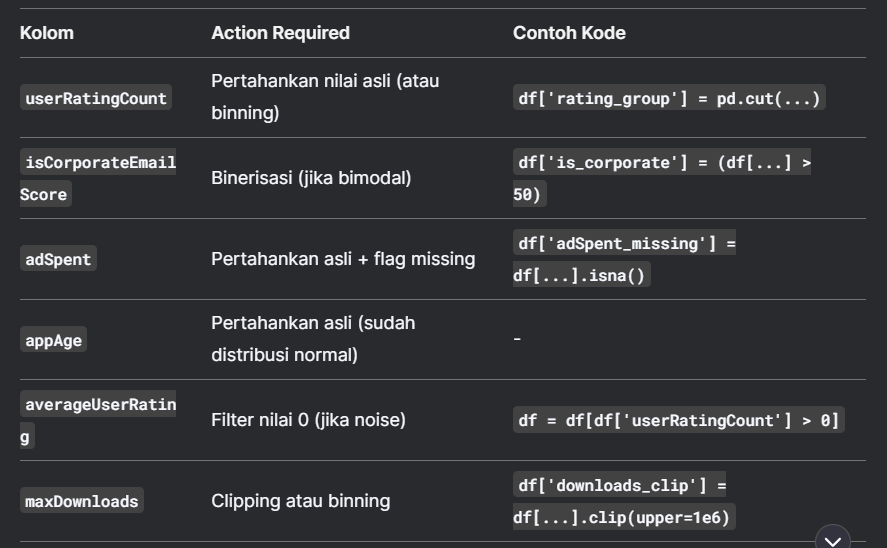 Kolom Action Required Contoh Kode
userRatingCount
Pertahankan nilai asli (atau
binning)
df['rating_group'] = pd.cut(...)
isCorporateEmail
Score
Binerisasi (jika bimodal)
df['is_corporate'] = (df[...] >
50)
adSpent
Pertahankan asli + flag missing
df['adSpent_missing'] =
df[...].isna()
appAge
Pertahankan asli (sudah
distribusi normal)
-
averageUserRatin
g
Filter nilai 0 (jika noise)
df = df[df['userRatingCount'] > 0]
maxDownloads
Clipping atau binning
df['downloads_clip'] =
df[...].clip(upper=1e6)